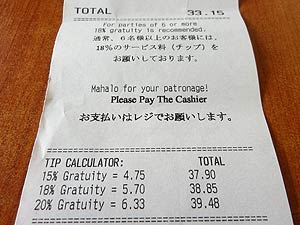 TOTAL 33.15
For parties of 6 or more
18% gratuity is recommended.
通常、6名様以上のお客様には、
18%のサービス料（チップ）を
お願いしております。
Mahalo for your patronage!
Please Pay The Cashier
お支払いはレジでお願いします。
TIP CALCULATOR: TOTAL
15% Gratuity = 4.75 37.90
18% Gratuity = 5.70 38.85
20% Gratuity = 6.33 39.48